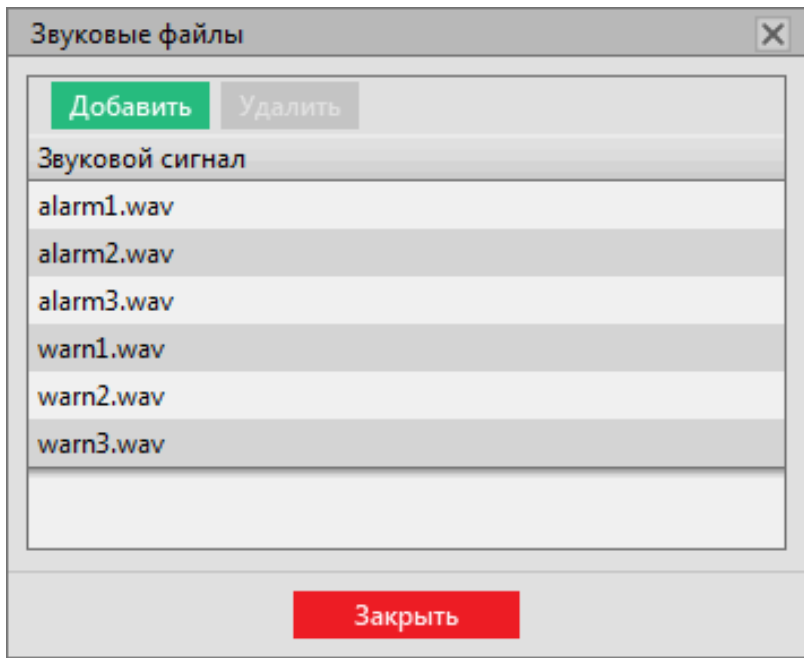 Звуковые файлы
Добавить Удалить
Звуковой сигнал
alarm1.wav
alarm2.wav
alarm3.wav
warn1.wav
warn2.wav
warn3.wav
Закрыть